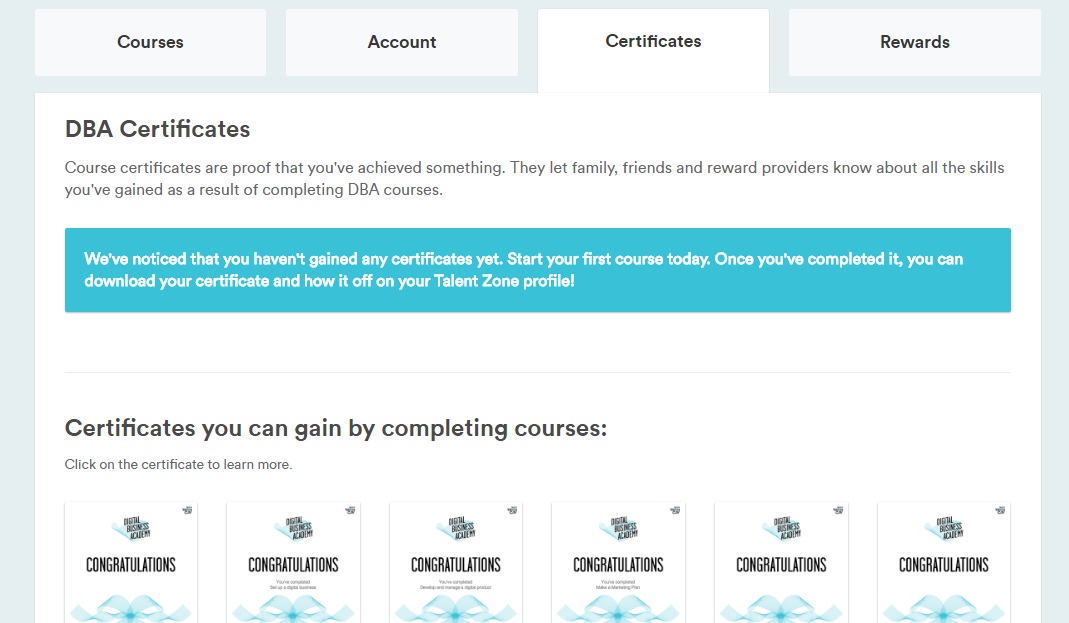 Courses Account Certificates Rewards
DBA Certificates
Course certificates are proof that you've achieved something. They let family, friends and reward providers know about all the skills
you've gained as a result of completing DBA courses.
We've noticed that you haven't gained any certificates yet. Start your first course today. Once you've completed it, you can
download your certificate and how it off on your Talent Zone profile!
Certificates you can gain by completing courses:
Click on the certificate to learn more.
DIGITAL BUSINESS ACADEMY
CONGRATULATIONS
DIGITAL BUSINESS ACADEMY
CONGRATULATIONS
You've completed
Set up a digital business
DIGITAL BUSINESS ACADEMY
CONGRATULATIONS
You've completed
Develop and manage a digital product
DIGITAL BUSINESS ACADEMY
CONGRATULATIONS
You've completed
Make a Marketing Plan
DIGITAL BUSINESS ACADEMY
CONGRATULATIONS
DIGITAL BUSINESS ACADEMY
CONGRATULATIONS